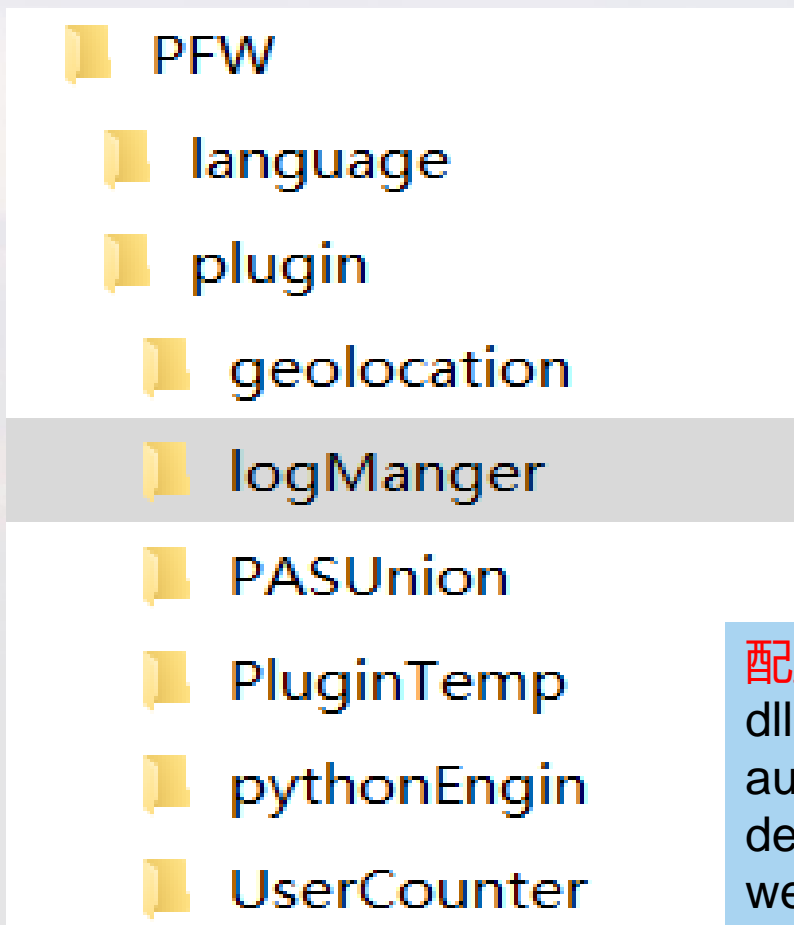 PFW
language
plugin
geolocation
logManger
PASUnion
PluginTemp
pythonEngin
UserCounter
配
dll
au
de
we